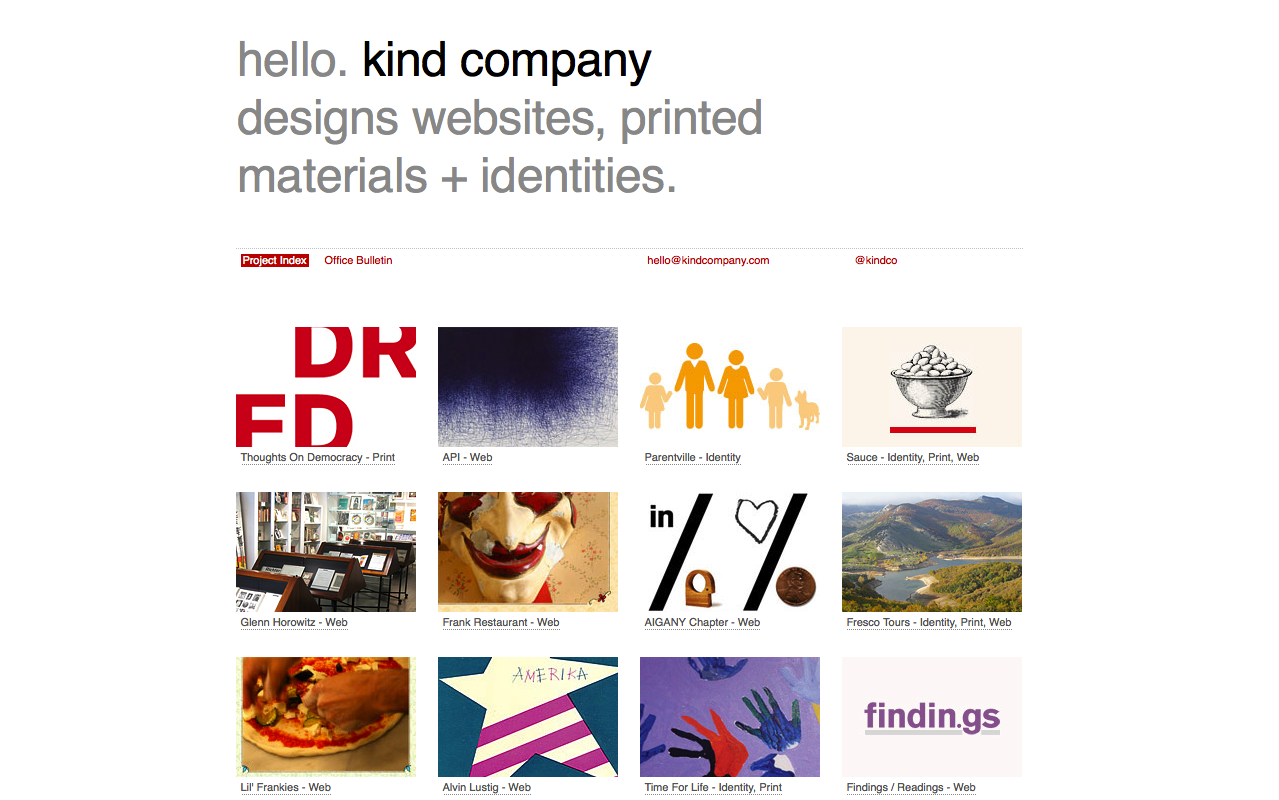 hello. kind company
designs websites, printed
materials + identities.
Project Index Office Bulletin hello@kindcompany.com @kindco
DR
ED
Thoughts On Democracy - Print API - Web Parentville - Identity Sauce - Identity, Print, Web
in
Glenn Horowitz - Web Frank Restaurant - Web AIGANY Chapter - Web Fresco Tours - Identity, Print, Web
AMERIKA
findin.gs
Lil' Frankies - Web Alvin Lustig - Web Time For Life - Identity, Print Findings / Readings - Web